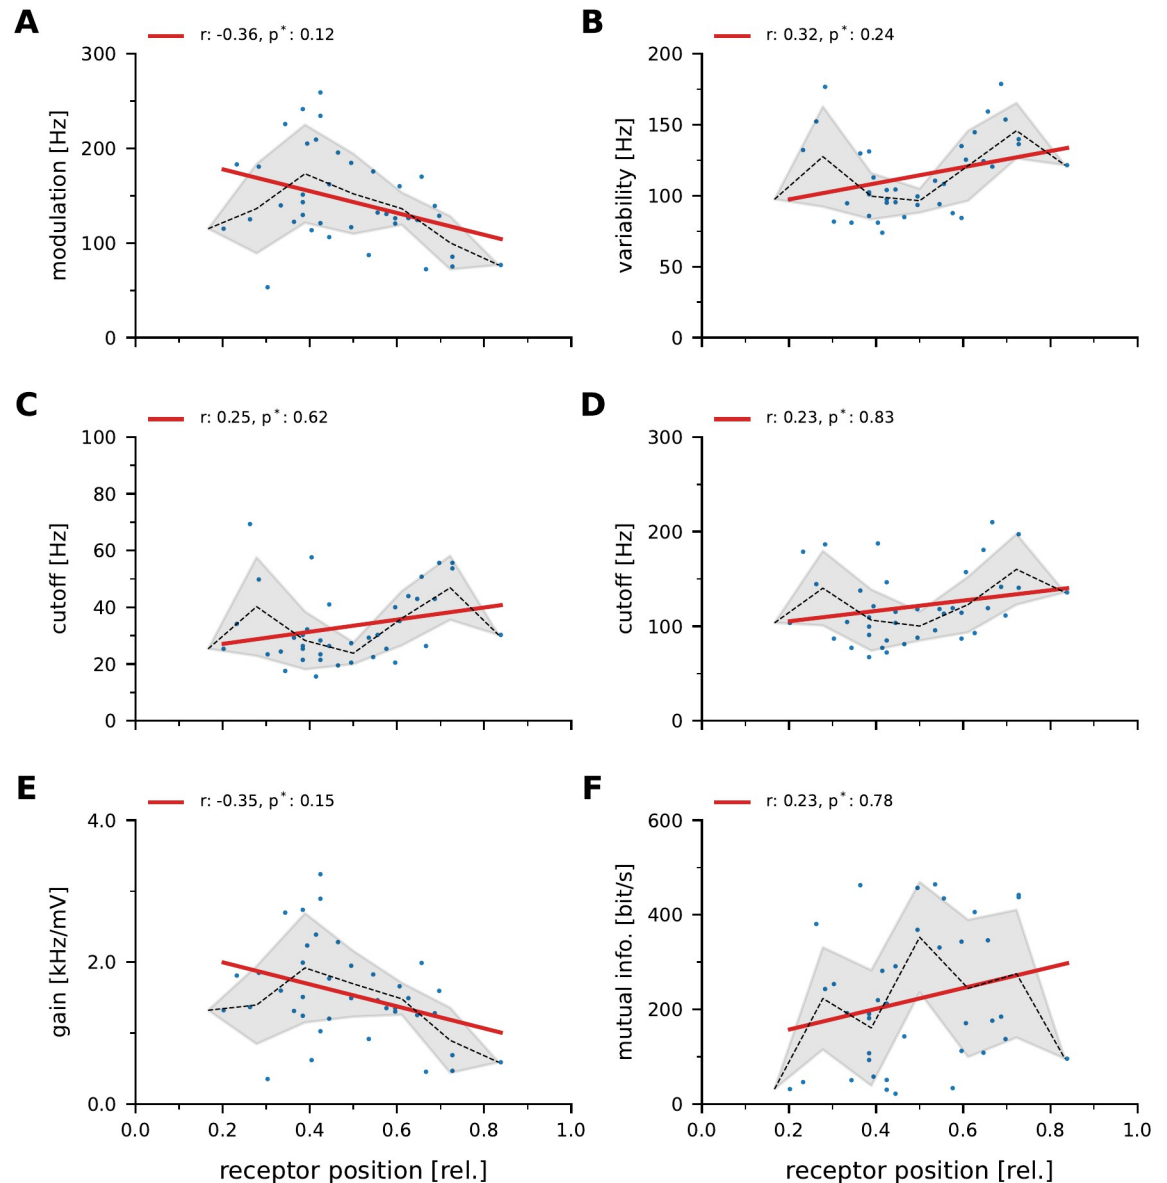 A
r: -0.36, p*: 0.12
300
200
100
0
modulation [Hz]
B
r: 0.32, p*: 0.24
200
150
100
50
0
variability [Hz]
C
r: 0.25, p*: 0.62
100
80
60
40
20
0
cutoff [Hz]
D
r: 0.23, p*: 0.83
300
200
100
0
cutoff [Hz]
E
r: -0.35, p*: 0.15
4.0
2.0
0.0
gain [kHz/mV]
0.0 0.2 0.4 0.6 0.8 1.0
receptor position [rel.]
F
r: 0.23, p*: 0.78
600
400
200
0
mutual info. [bit/s]
0.0 0.2 0.4 0.6 0.8 1.0
receptor position [rel.]